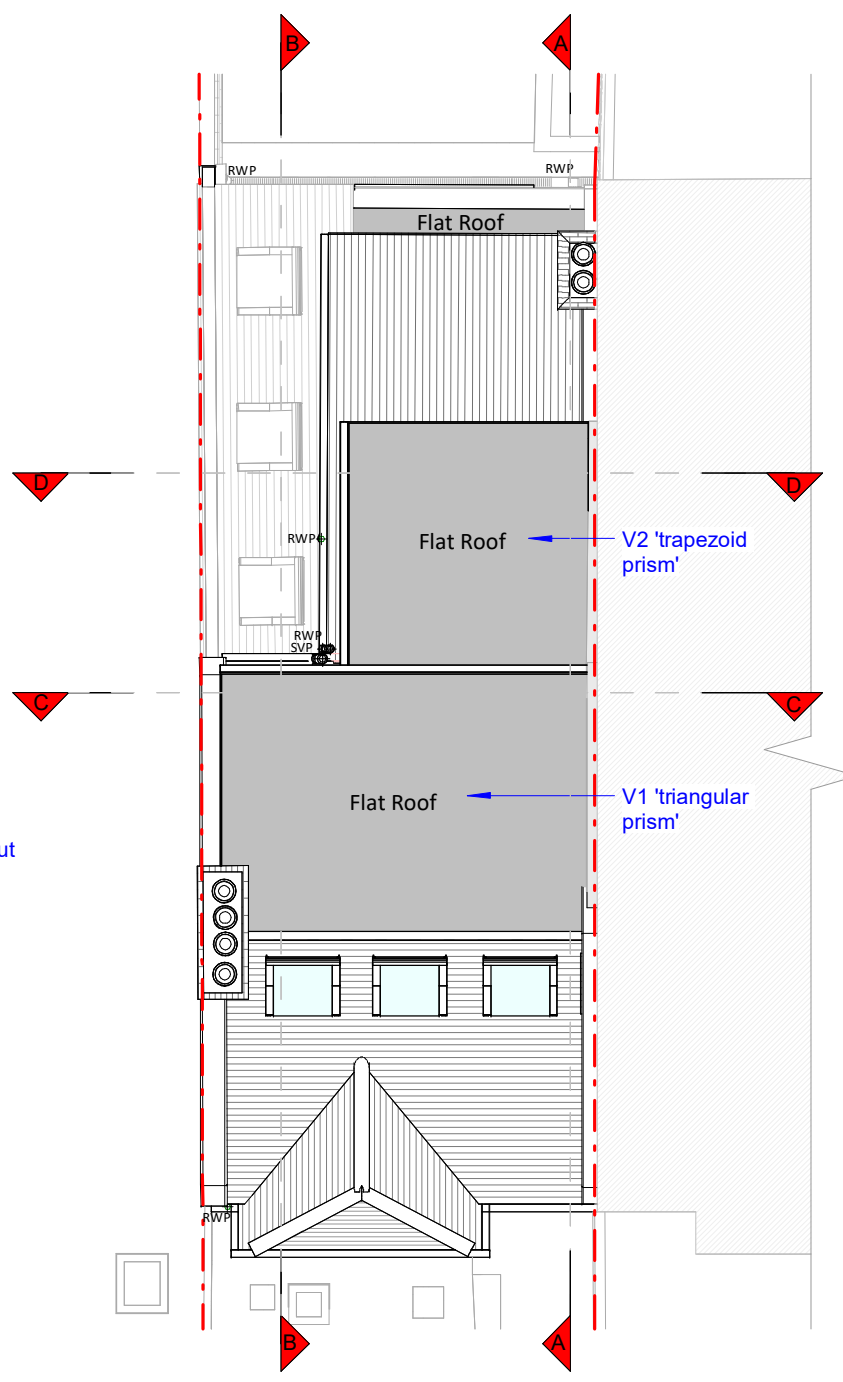 B
A
RWP
RWP
Flat Roof
D
D
Flat Roof
V2 'trapezoid
prism'
RWP
RWP
SVP
C
C
Flat Roof
V1 'triangular
prism'
ut
RWP
B
A